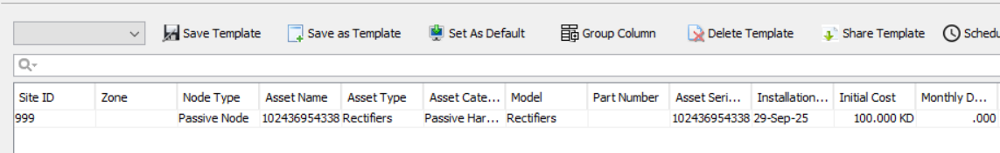 Save Template Save as Template Set As Default Group Column Delete Template Share Template Schedu
Site ID Zone Node Type Asset Name Asset Type Asset Cate... Model Part Number Asset Seri... Installation... Initial Cost Monthly D...
999 Passive Node 102436954338 Rectifiers Passive Har... Rectifiers 102436954338 29-Sep-25 100.000 KD .000